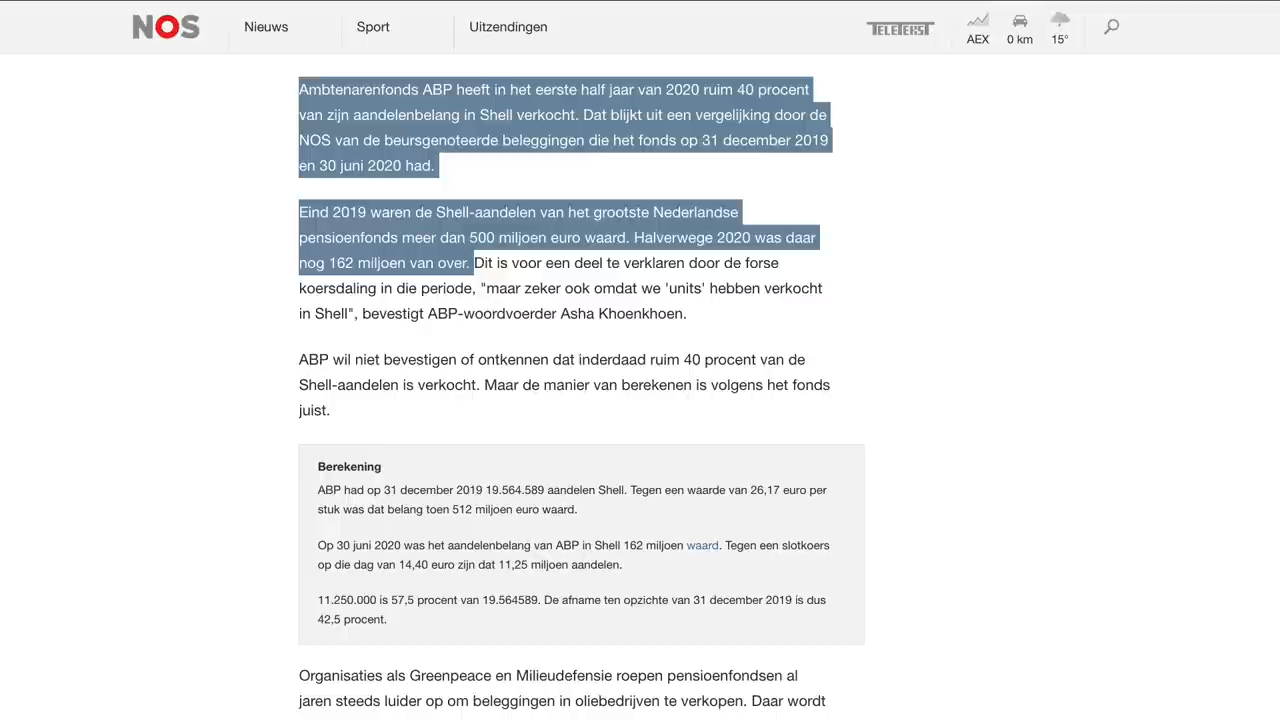 NOS Nieuws Sport Uitzendingen TELETEKST AEX 0 km 15°
Ambtenarenfonds ABP heeft in het eerste half jaar van 2020 ruim 40 procent
van zijn aandelenbelang in Shell verkocht. Dat blijkt uit een vergelijking door de
NOS van de beursgenoteerde beleggingen die het fonds op 31 december 2019
en 30 juni 2020 had.
Eind 2019 waren de Shell-aandelen van het grootste Nederlandse
pensioenfonds meer dan 500 miljoen euro waard. Halverwege 2020 was daar
nog 162 miljoen van over. Dit is voor een deel te verklaren door de forse
koersdaling in die periode, "maar zeker ook omdat we 'units' hebben verkocht
in Shell", bevestigt ABP-woordvoerder Asha Khoenkhoen.
ABP wil niet bevestigen of ontkennen dat inderdaad ruim 40 procent van de
Shell-aandelen is verkocht. Maar de manier van berekenen is volgens het fonds
juist.
Berekening
ABP had op 31 december 2019 19.564.589 aandelen Shell. Tegen een waarde van 26,17 euro per
stuk was dat belang toen 512 miljoen euro waard.
Op 30 juni 2020 was het aandelenbelang van ABP in Shell 162 miljoen waard. Tegen een slotkoers
op die dag van 14,40 euro zijn dat 11,25 miljoen aandelen.
11.250.000 is 57,5 procent van 19.564589. De afname ten opzichte van 31 december 2019 is dus
42,5 procent.
Organisaties als Greenpeace en Milieudefensie roepen pensioenfondsen al
jaren steeds luider op om beleggingen in oliebedrijven te verkopen. Daar wordt